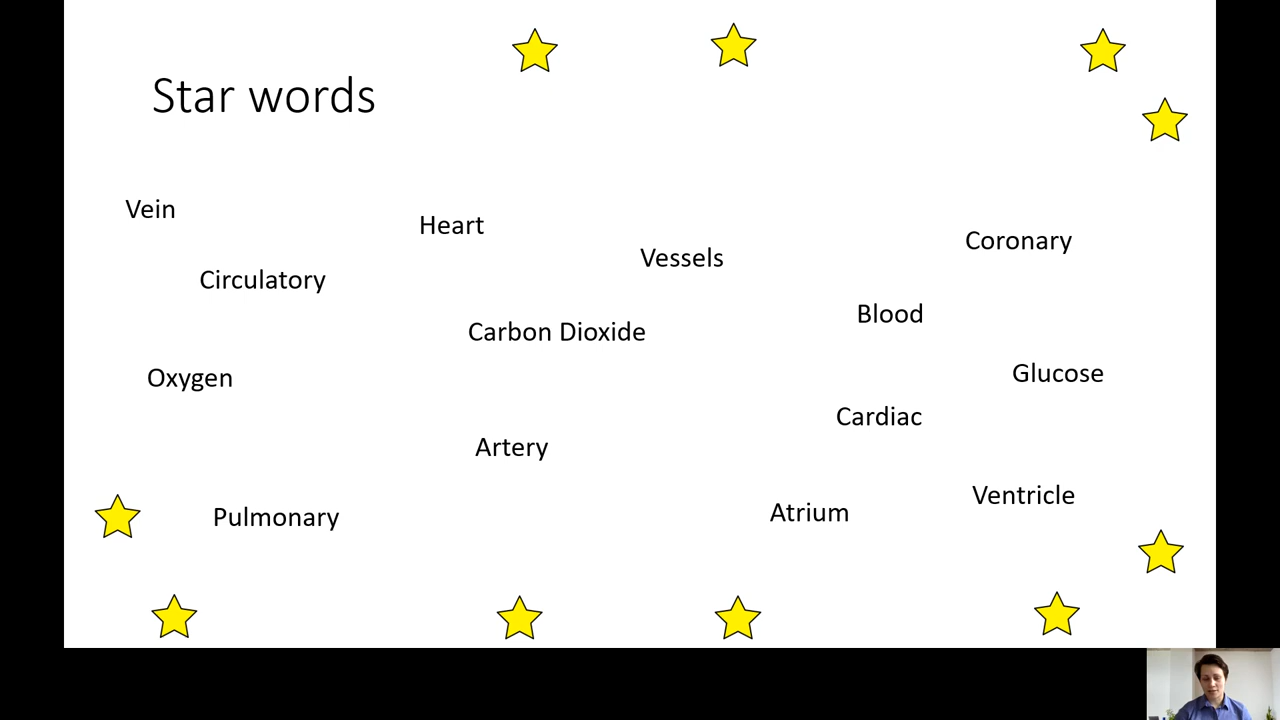 Star words
Vein
Heart
Coronary
Vessels
Circulatory
Blood
Carbon Dioxide
Glucose
Oxygen
Cardiac
Artery
Ventricle
Atrium
Pulmonary